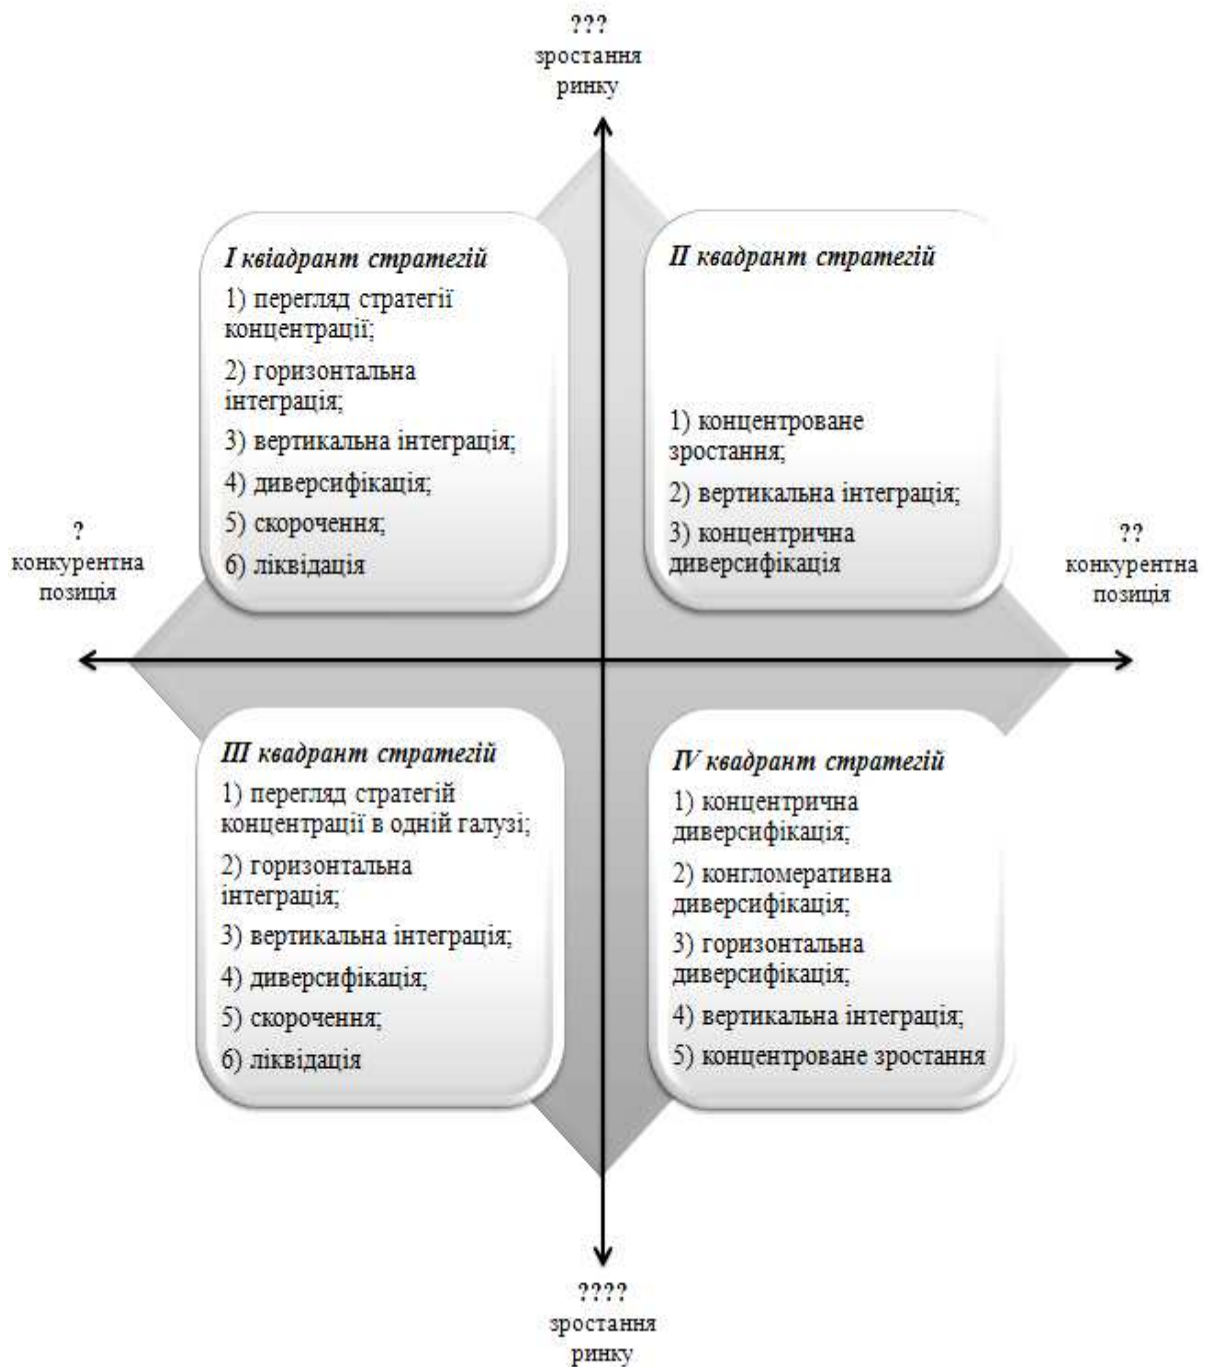 ???
зростання
ринку
I квіадрант стратегій
1) перегляд стратегії
концентрації;
2) горизонтальна
інтеграція;
3) вертикальна інтеграція;
4) диверсифікація;
5) скорочення;
6) ліквідація
II квадрант стратегій
1) концентроване
зростання;
2) вертикальна інтеграція;
3) концентрична
диверсифікація
?
конкурентна
позиція
??
конкурентна
позиція
III квадрант стратегій
1) перегляд стратегій
концентрації в одній галузі;
2) горизонтальна
інтеграція;
3) вертикальна інтеграція;
4) диверсифікація;
5) скорочення;
6) ліквідація
IV квадрант стратегій
1) концентрична
диверсифікація;
2) конгломеративна
диверсифікація;
3) горизонтальна
диверсифікація;
4) вертикальна інтеграція;
5) концентроване зростання
????
зростання
ринку